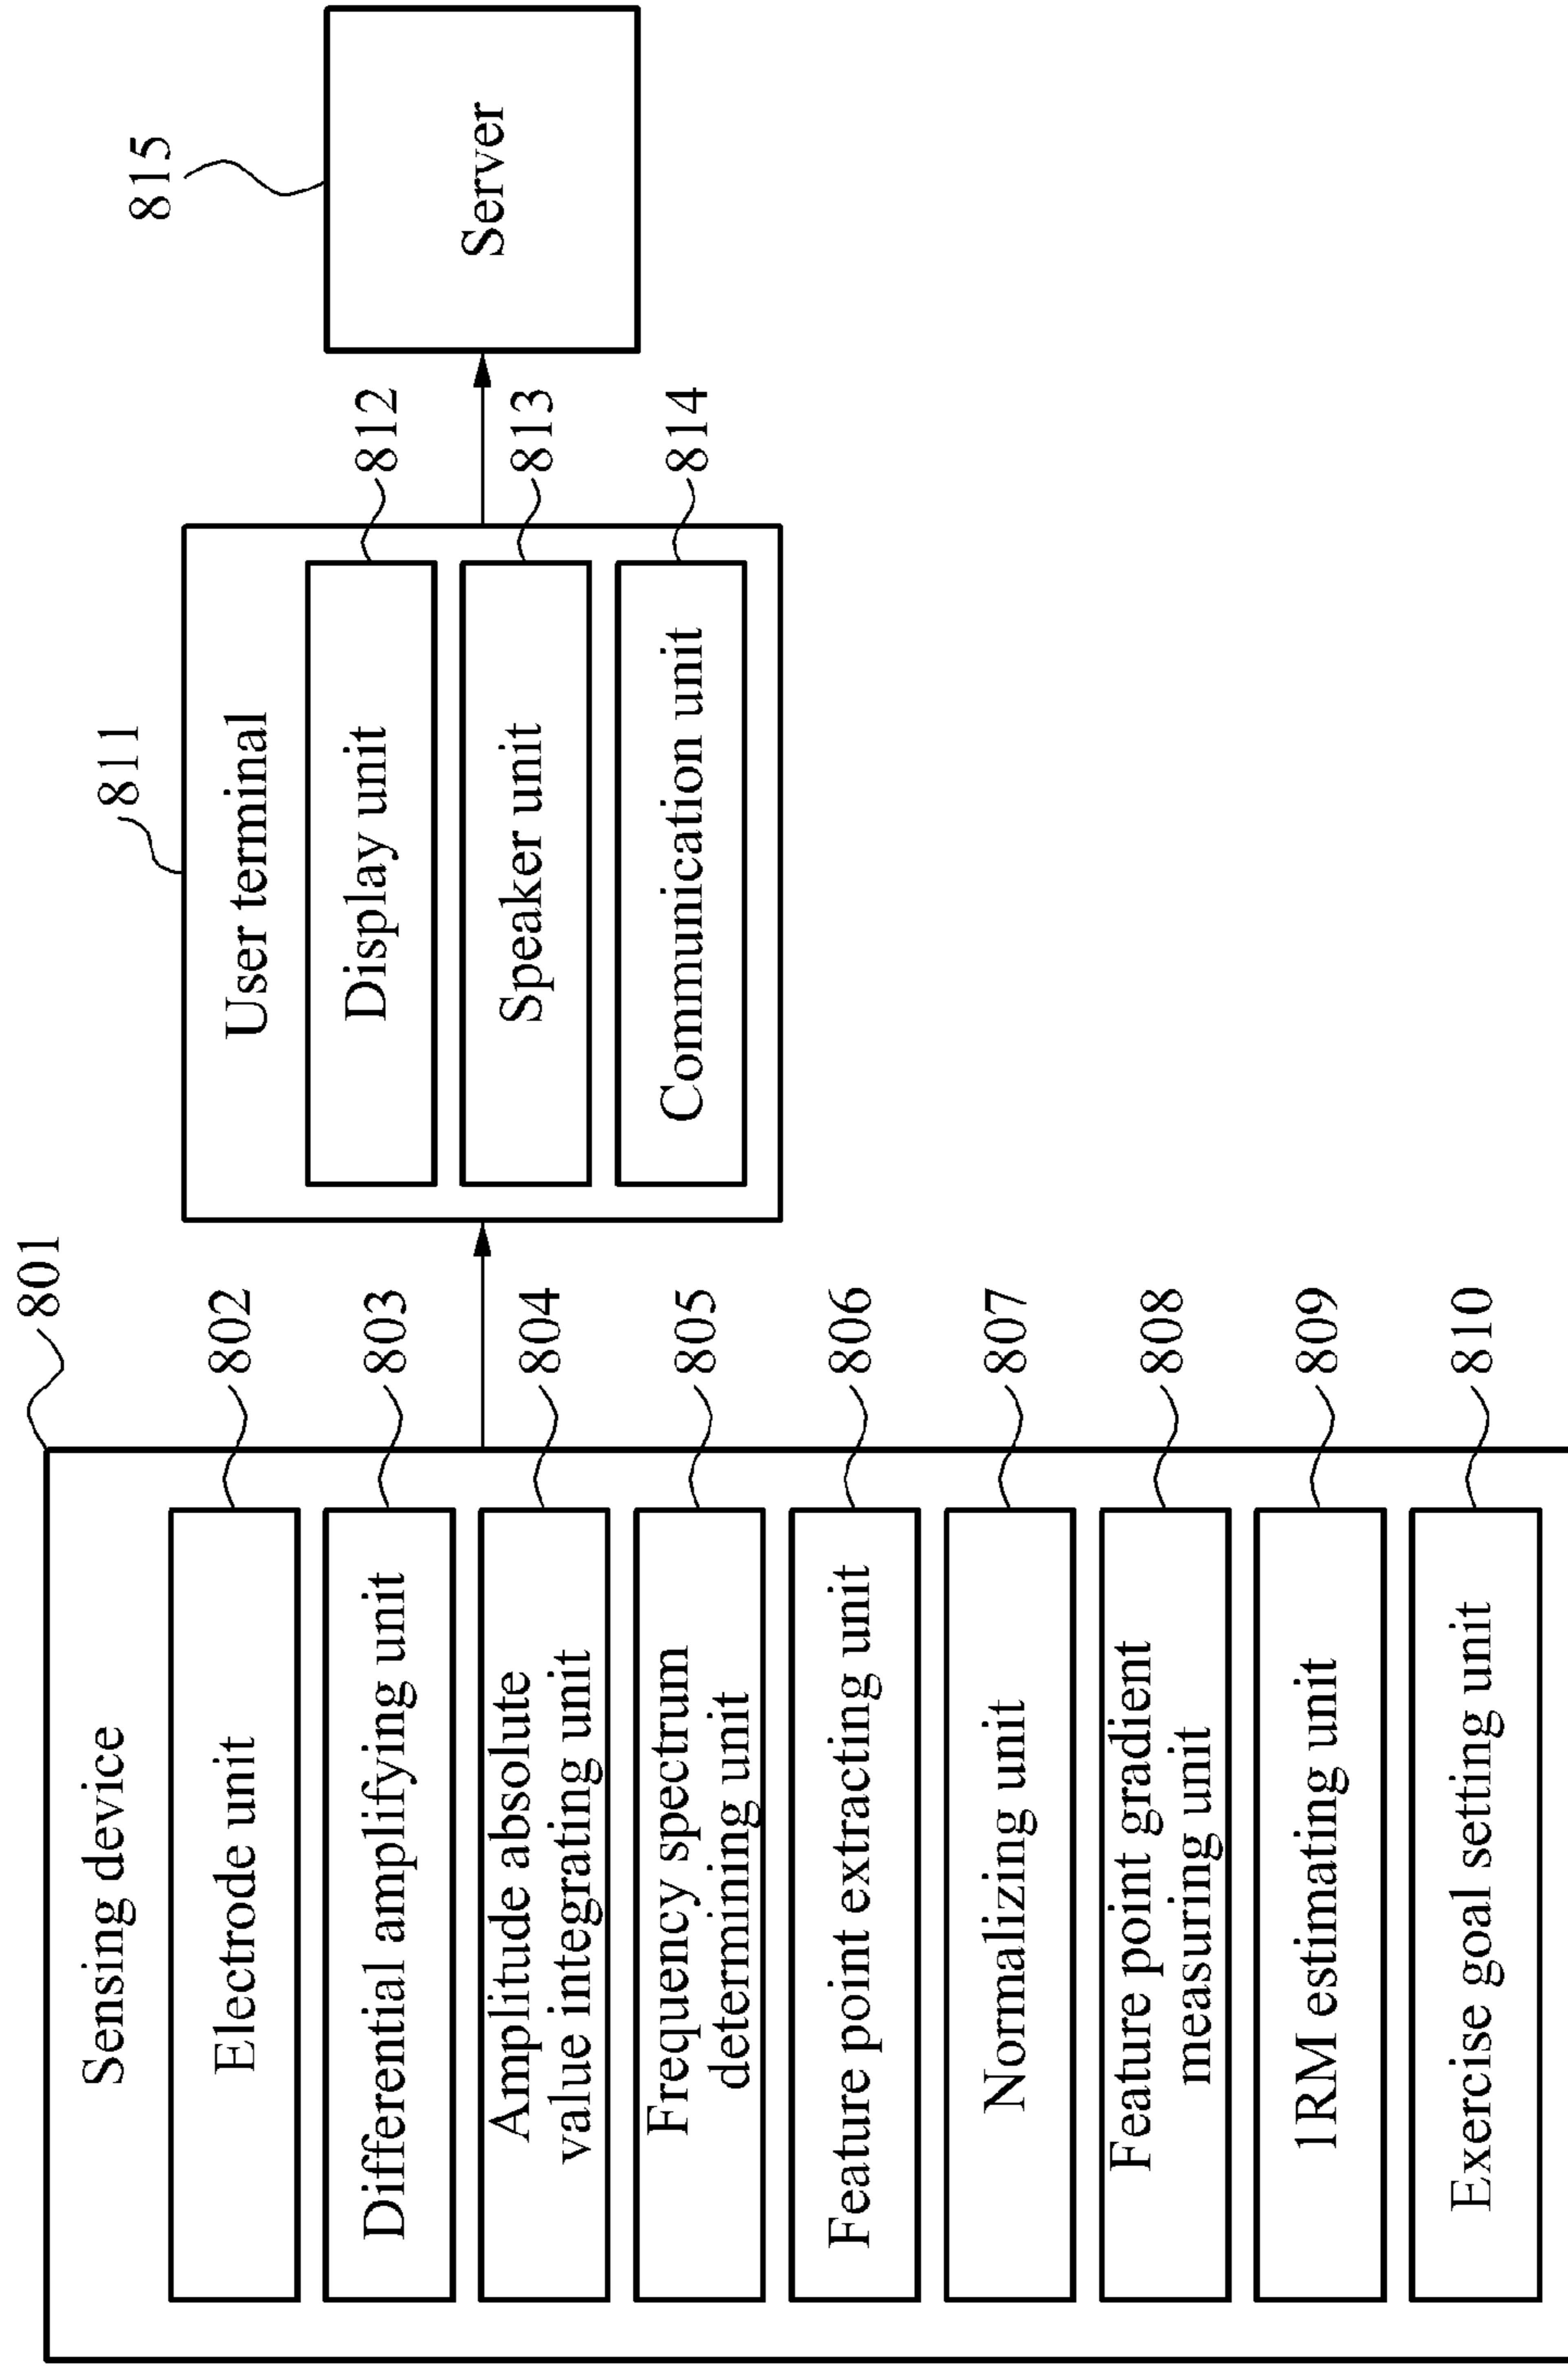 801
Sensing device
Electrode unit
802
Differential amplifying unit
803
Amplitude absolute
value integrating unit
804
Frequency spectrum
determining unit
805
Feature point extracting unit
806
Normalizing unit
807
Feature point gradient
measuring unit
808
1RM estimating unit
809
Exercise goal setting unit
810
811
User terminal
Display unit
812
Speaker unit
813
Communication unit
814
815
Server